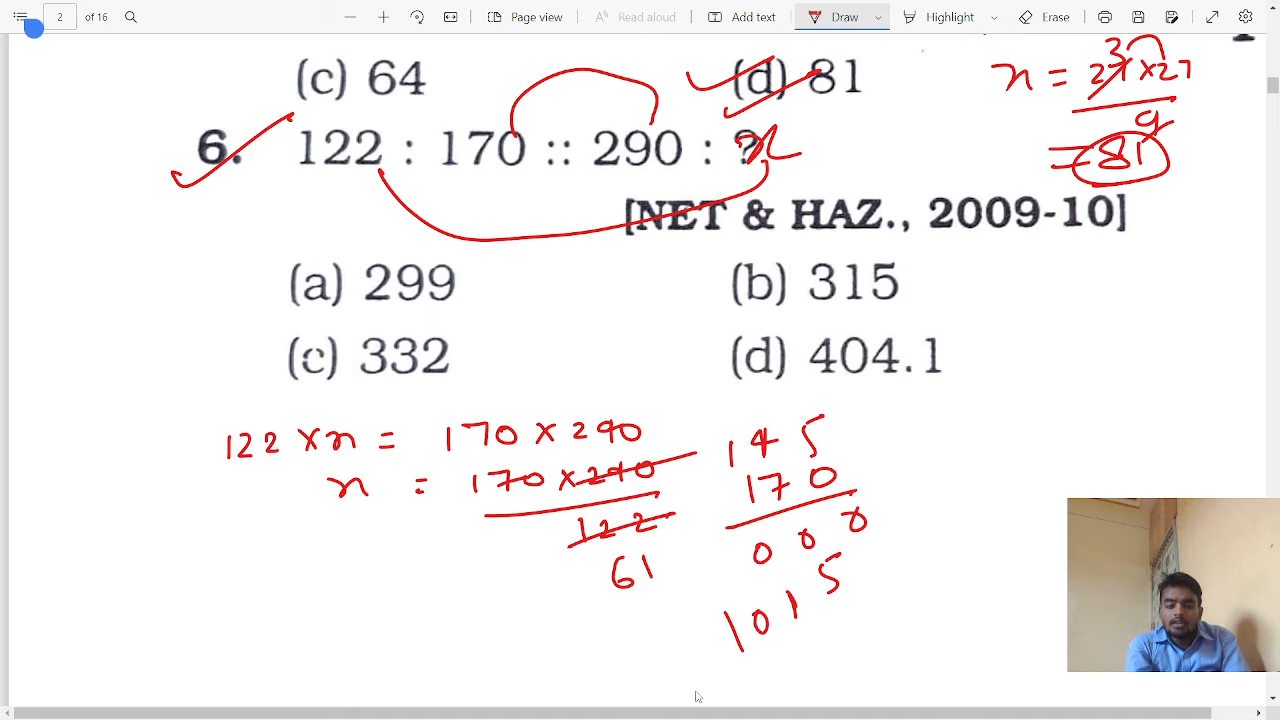 2 of 16 Page view Read aloud Add text Draw Highlight Erase
(c) 64 (d) 81
n = 27 3 × 27
9
= 81
6. 122 : 170 :: 290 : ? n
[NET & HAZ., 2009-10]
(a) 299 (b) 315
(c) 332 (d) 404.1
122 × n = 170 × 290
n = 170 × 290
122
61
145
170
000
1015